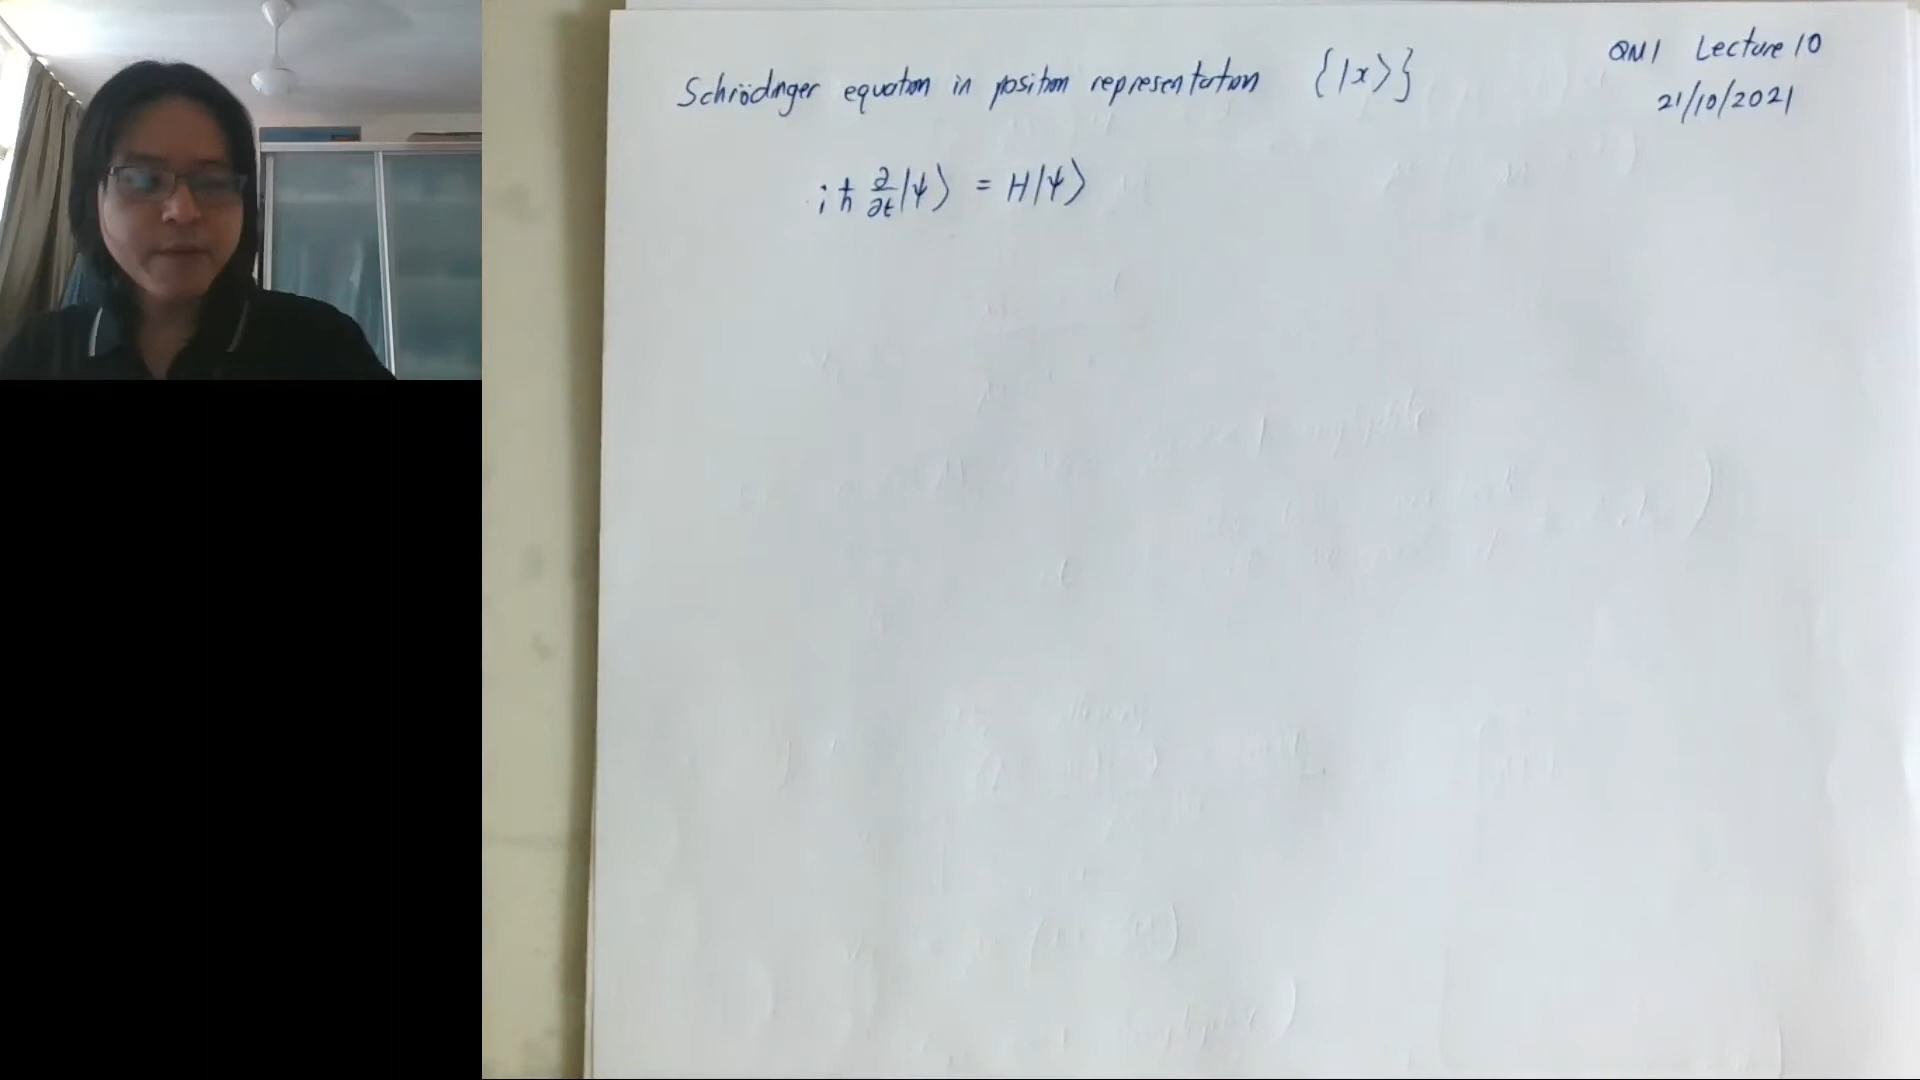 Schrödinger equation in position representation {|x⟩}
QM1 Lecture 10
21/10/2021
iħ ∂/∂t |ψ⟩ = H|ψ⟩